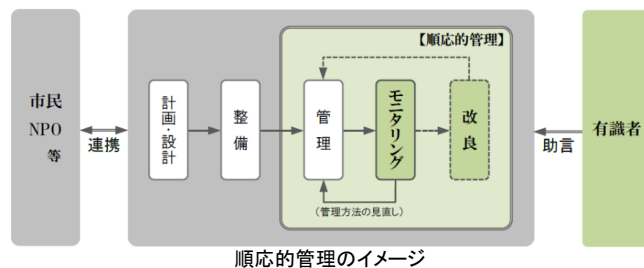 【順応的管理】
市民
NPO
等
連携
計画・設計
整備
管理
モニタリング
改良
(管理方法の見直し)
助言
有識者
順応的管理のイメージ